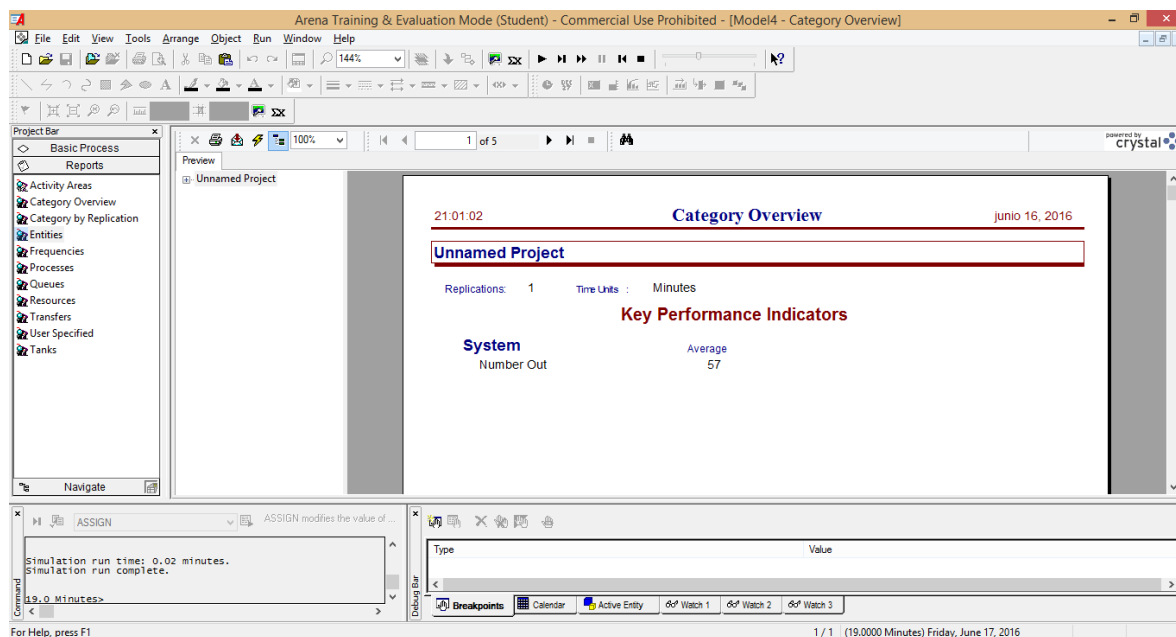 Arena Training & Evaluation Mode (Student) - Commercial Use Prohibited - [Model4 - Category Overview]
File Edit View Tools Arrange Object Run Window Help
144%
Project Bar
Basic Process
Reports
Activity Areas
Category Overview
Category by Replication
Entities
Frequencies
Processes
Queues
Resources
Transfers
User Specified
Tanks
Navigate
100%
1 of 5
powered by
crystal
Preview
Unnamed Project
21:01:02 Category Overview junio 16, 2016
Unnamed Project
Replications: 1 Time Units : Minutes
Key Performance Indicators
System Average
Number Out 57
Command
ASSIGN ASSIGN modifies the value of ...
Simulation run time: 0.02 minutes.
Simulation run complete.
19.0 Minutes>
Debug Bar
Type Value
Breakpoints Calendar Active Entity Watch 1 Watch 2 Watch 3
For Help, press F1 1 / 1 (19.0000 Minutes) Friday, June 17, 2016